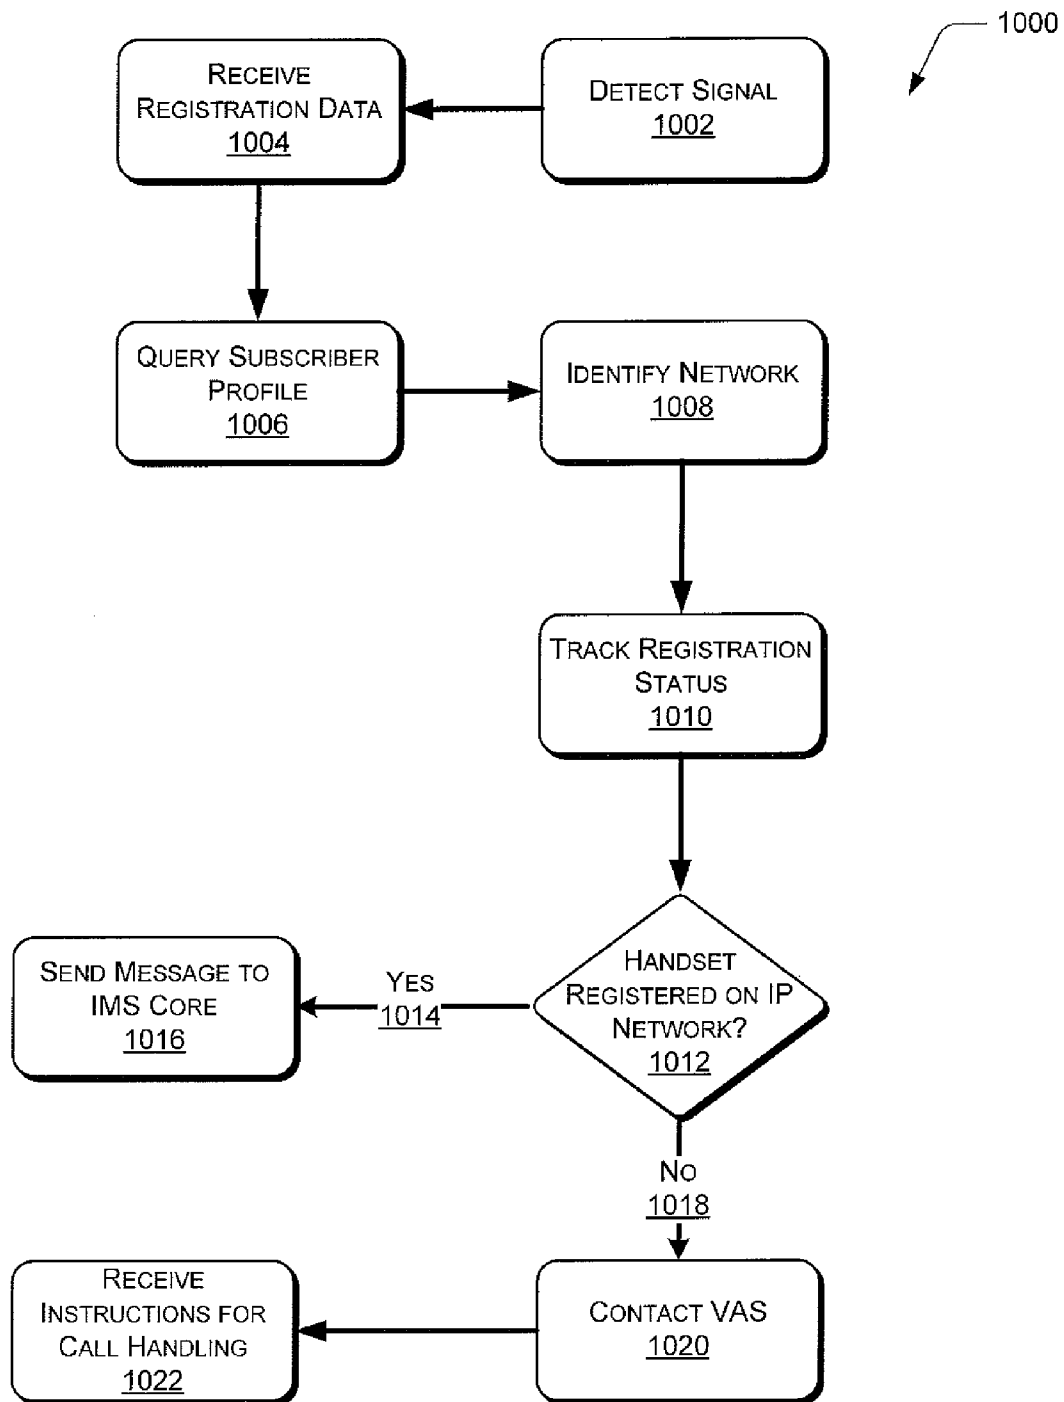 1000
DETECT SIGNAL
1002
RECEIVE
REGISTRATION DATA
1004
QUERY SUBSCRIBER
PROFILE
1006
IDENTIFY NETWORK
1008
TRACK REGISTRATION
STATUS
1010
HANDSET
REGISTERED ON IP
NETWORK?
1012
YES
1014
SEND MESSAGE TO
IMS CORE
1016
NO
1018
CONTACT VAS
1020
RECEIVE
INSTRUCTIONS FOR
CALL HANDLING
1022